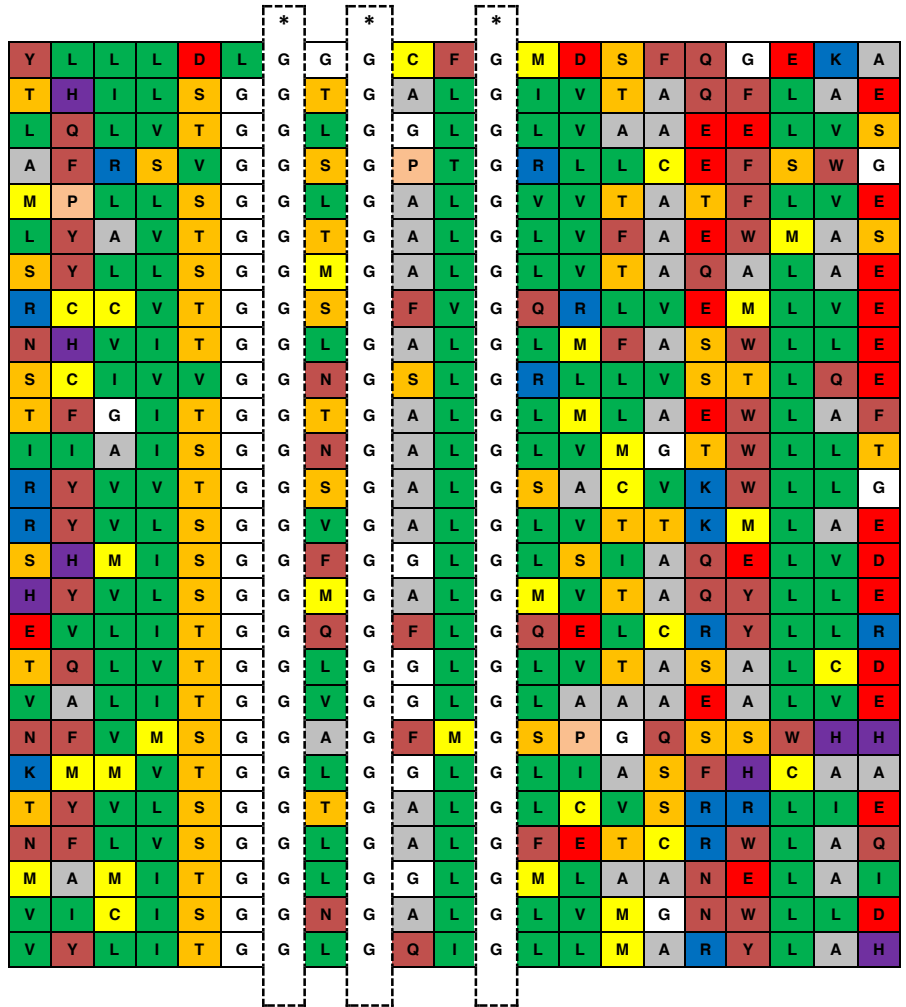 * * *
Y L L L D L G G G C F G M D S F Q G E K A
T H I L S G G T G A L G I V T A Q F L A E
L Q L V T G G L G G L G L V A A E E L V S
A F R S V G G S G P T G R L L C E F S W G
M P L L S G G L G A L G V V T A T F L V E
L Y A V T G G T G A L G L V F A E W M A S
S Y L L S G G M G A L G L V T A Q A L A E
R C C V T G G S G F V G Q R L V E M L V E
N H V I T G G L G A L G L M F A S W L L E
S C I V V G G N G S L G R L L V S T L Q E
T F G I T G G T G A L G L M L A E W L A F
I I A I S G G N G A L G L V M G T W L L T
R Y V V T G G S G A L G S A C V K W L L G
R Y V L S G G V G A L G L V T T K M L A E
S H M I S G G F G G L G L S I A Q E L V D
H Y V L S G G M G A L G M V T A Q Y L L E
E V L I T G G Q G F L G Q E L C R Y L L R
T Q L V T G G L G G L G L V T A S A L C D
V A L I T G G V G G L G L A A A E A L V E
N F V M S G G A G F M G S P G Q S S W H H
K M M V T G G L G G L G L I A S F H C A A
T Y V L S G G T G A L G L C V S R R L I E
N F L V S G G L G A L G F E T C R W L A Q
M A M I T G G L G G L G M L A A N E L A I
V I C I S G G N G A L G L V M G N W L L D
V Y L I T G G L G Q I G L L M A R Y L A H